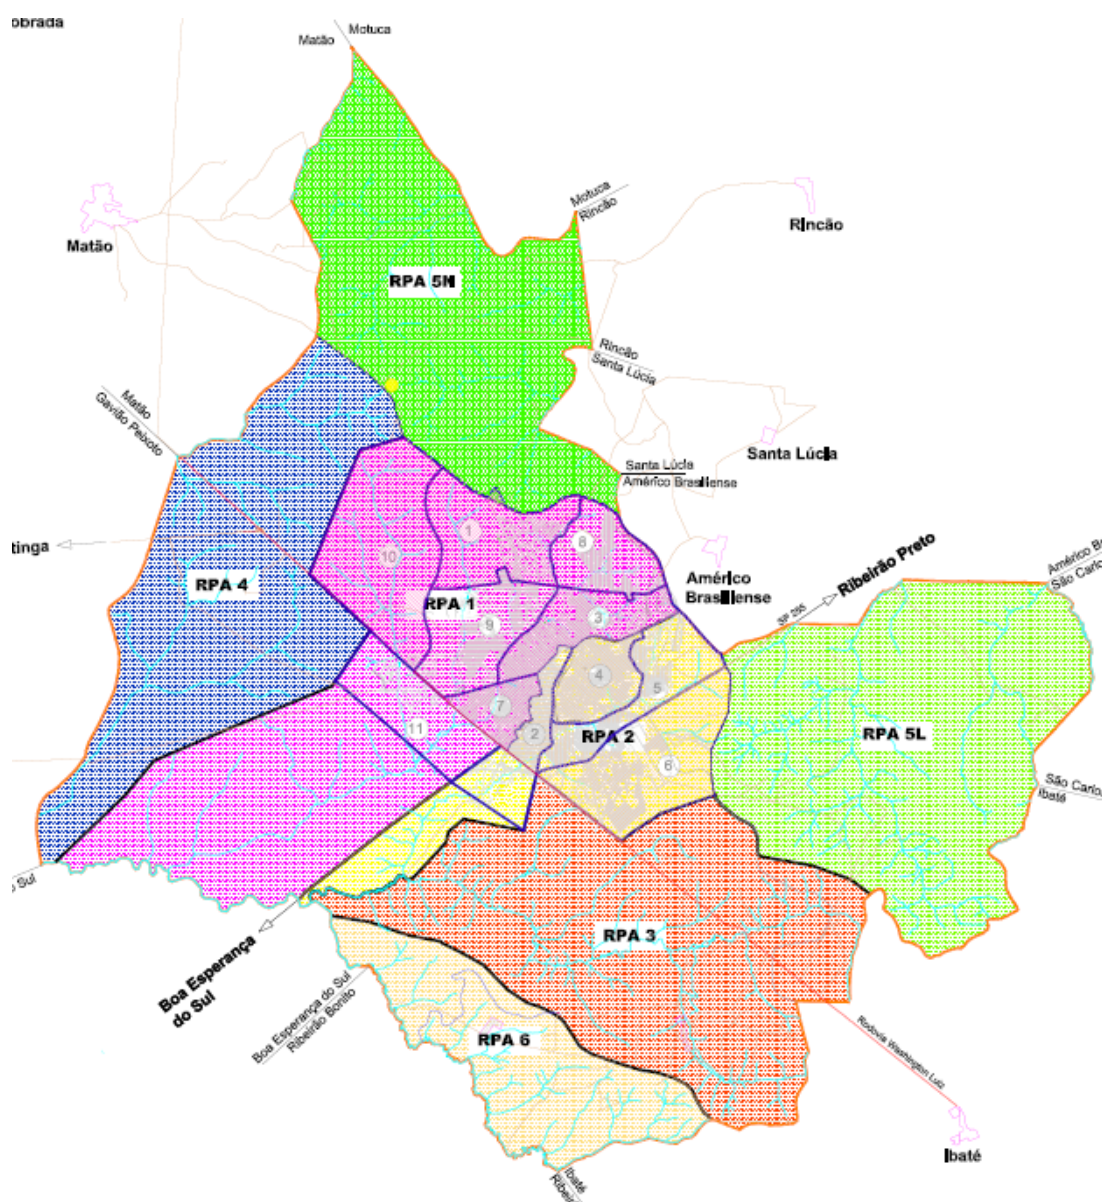 obrada
Motuca
Matão
Motuca
Rincão
Rincão
Matão
RPA 5N
Rincão
Santa Lúcia
Matão
Gavião Peixoto
Santa Lúcia
Santa Lúcia
Américo Brasiliense
tinga
1
8
10
Ribeirão Preto
Américo
Brasiliense
Américo B
São Carlo
RPA 4
RPA 1
SP 255
3
9
4
5
7
11
2
RPA 2
RPA 5L
6
São Carlo
Ibaté
o Sul
RPA 3
Boa Esperança
do Sul
Boa Esperança do Sul
Ribeirão Bonito
RPA 6
Rodovia Washington Luiz
Ibaté
Ibaté
Ribei